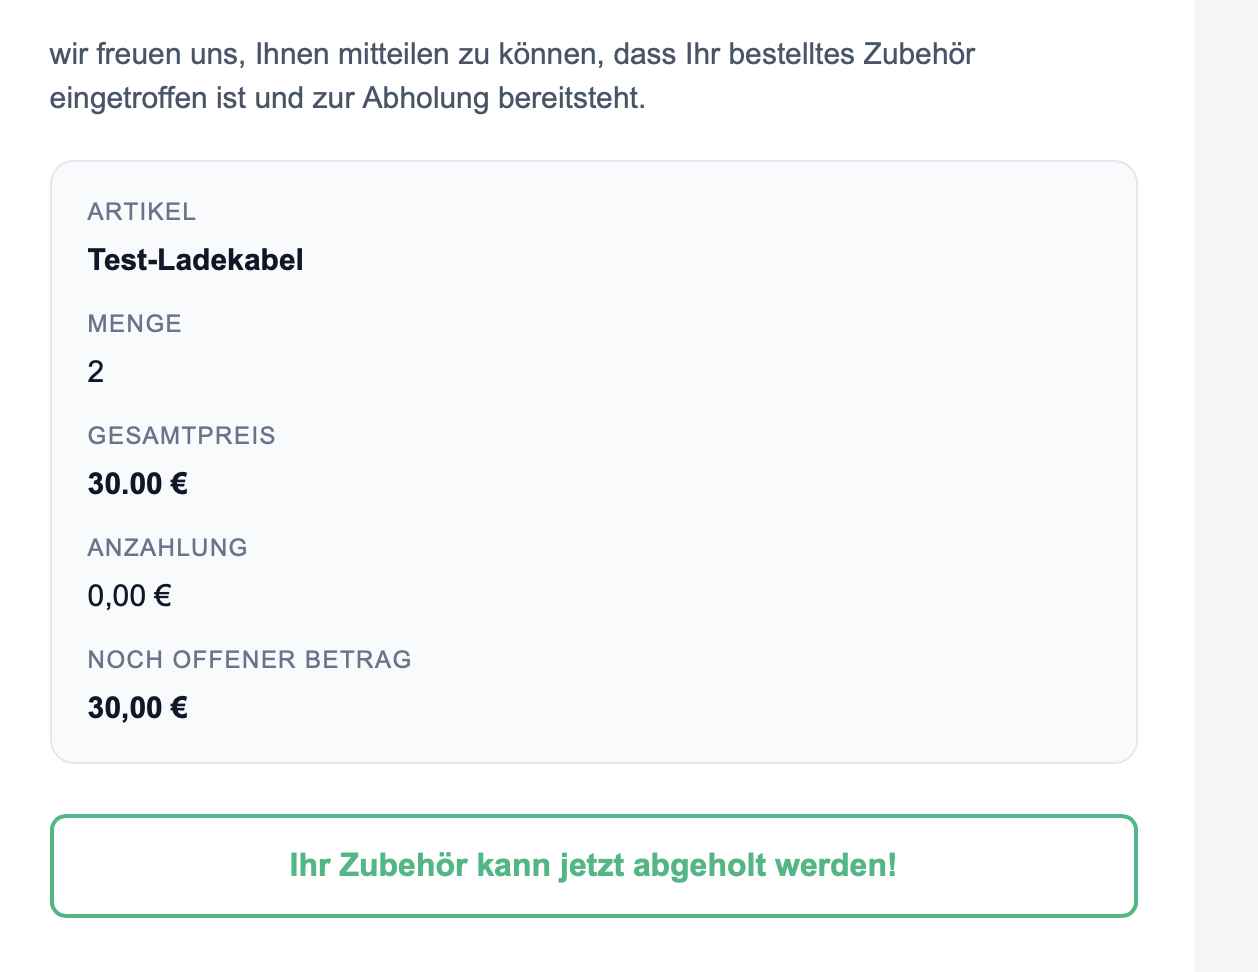 wir freuen uns, Ihnen mitteilen zu können, dass Ihr bestelltes Zubehör
eingetroffen ist und zur Abholung bereitsteht.
ARTIKEL
Test-Ladekabel
MENGE
2
GESAMTPREIS
30.00 €
ANZAHLUNG
0,00 €
NOCH OFFENER BETRAG
30,00 €
Ihr Zubehör kann jetzt abgeholt werden!